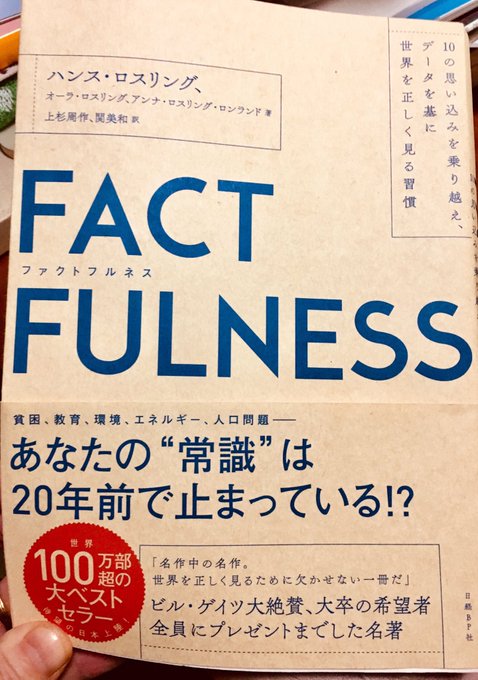 10の思い込みを乗り越え、
データを基に
世界を正しく見る習慣
ハンス・ロスリング、
オーラ・ロスリング、アンナ・ロスリング・ロンランド 著
上杉周作、関美和 訳
FACT
ファクトフルネス
FULNESS
貧困、教育、環境、エネルギー、人口問題――
あなたの“常識”は
20年前で止まっている!?
世界
100万部
超の
大ベスト
セラー
待望の日本上陸
「名作中の名作。
世界を正しく見るために欠かせない一冊だ」
ビル・ゲイツ大絶賛、大卒の希望者
全員にプレゼントまでした名著
日経BP社